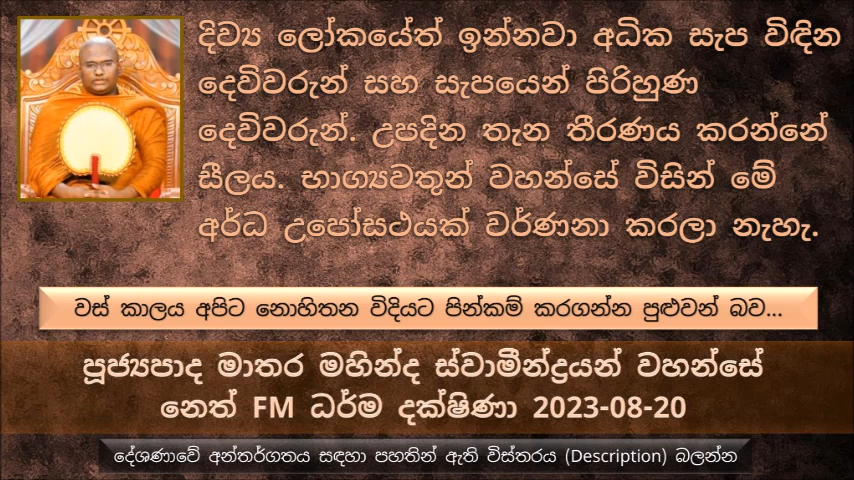 දිව්‍ය ලෝකයේත් ඉන්නවා අධික සැප විඳින
දෙවිවරුන් සහ සැපයෙන් පිරිහුණ
දෙවිවරුන්. උපදින තැන තීරණය කරන්නේ
සීලය. භාග්‍යවතුන් වහන්සේ විසින් මේ
අර්ධ උපෝසථයක් වර්ණනා කරලා නැහැ.
වස් කාලය අපිට නොහිතන විදියට පින්කම් කරගන්න පුළුවන් බව...
පූජ්‍යපාද මාතර මහින්ද ස්වාමීන්ද්‍රයන් වහන්සේ
නෙත් FM ධර්ම දක්ෂිණා 2023-08-20
දේශණාවේ අන්තර්ගතය සඳහා පහතින් ඇති විස්තරය (Description) බලන්න